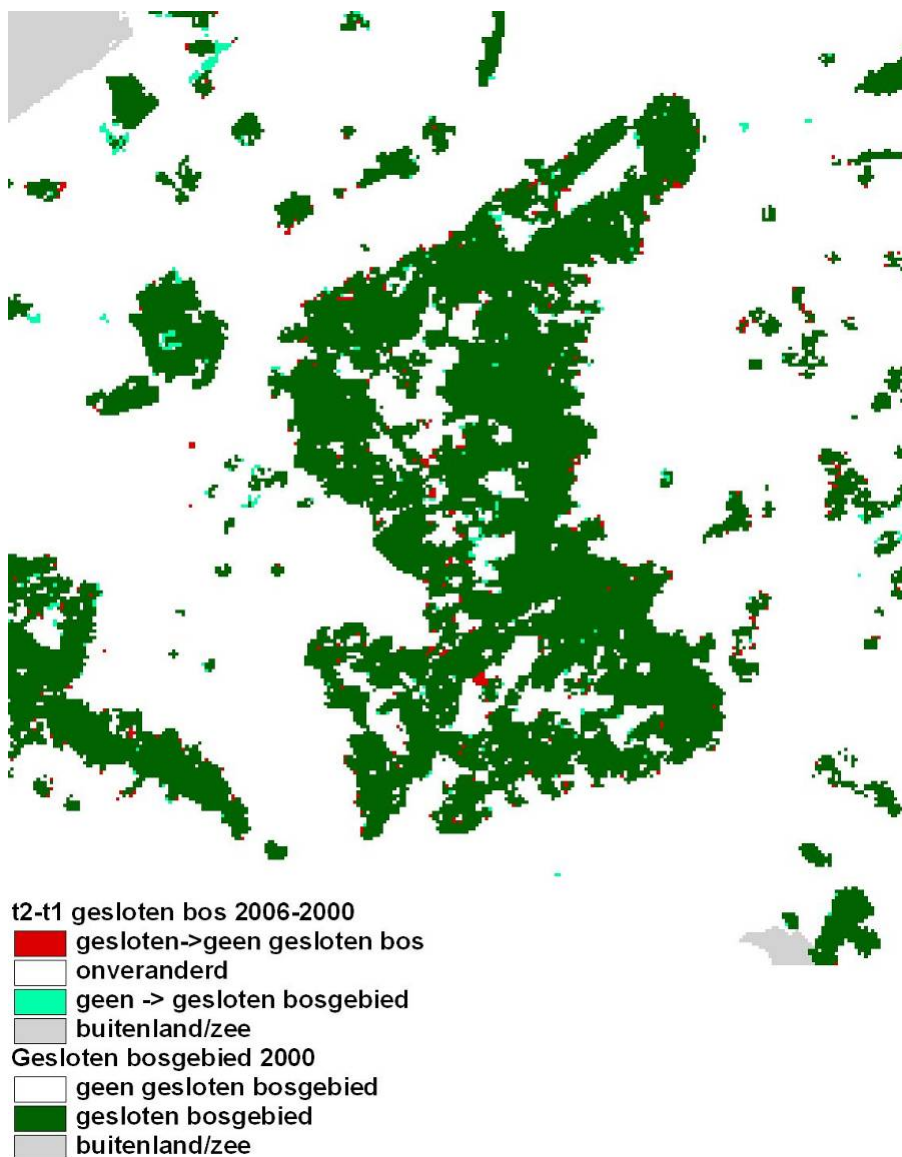 t2-t1 gesloten bos 2006-2000
gesloten->geen gesloten bos
onveranderd
geen -> gesloten bosgebied
buitenland/zee
Gesloten bosgebied 2000
geen gesloten bosgebied
gesloten bosgebied
buitenland/zee